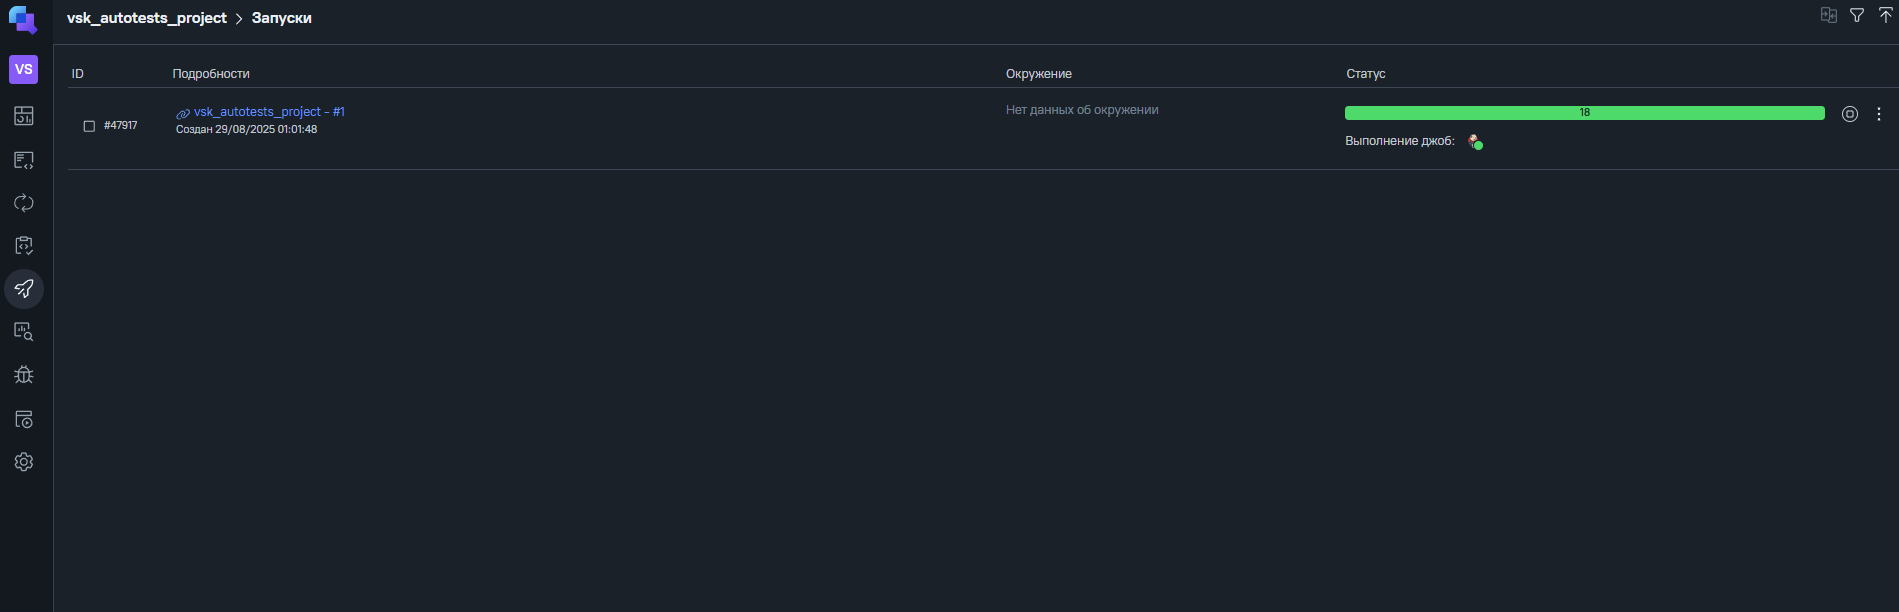 vsk_autotests_project > Запуски
VS
ID Подробности Окружение Статус
#47917 vsk_autotests_project - #1 Нет данных об окружении 18
Создан 29/08/2025 01:01:48
Выполнение джоб: